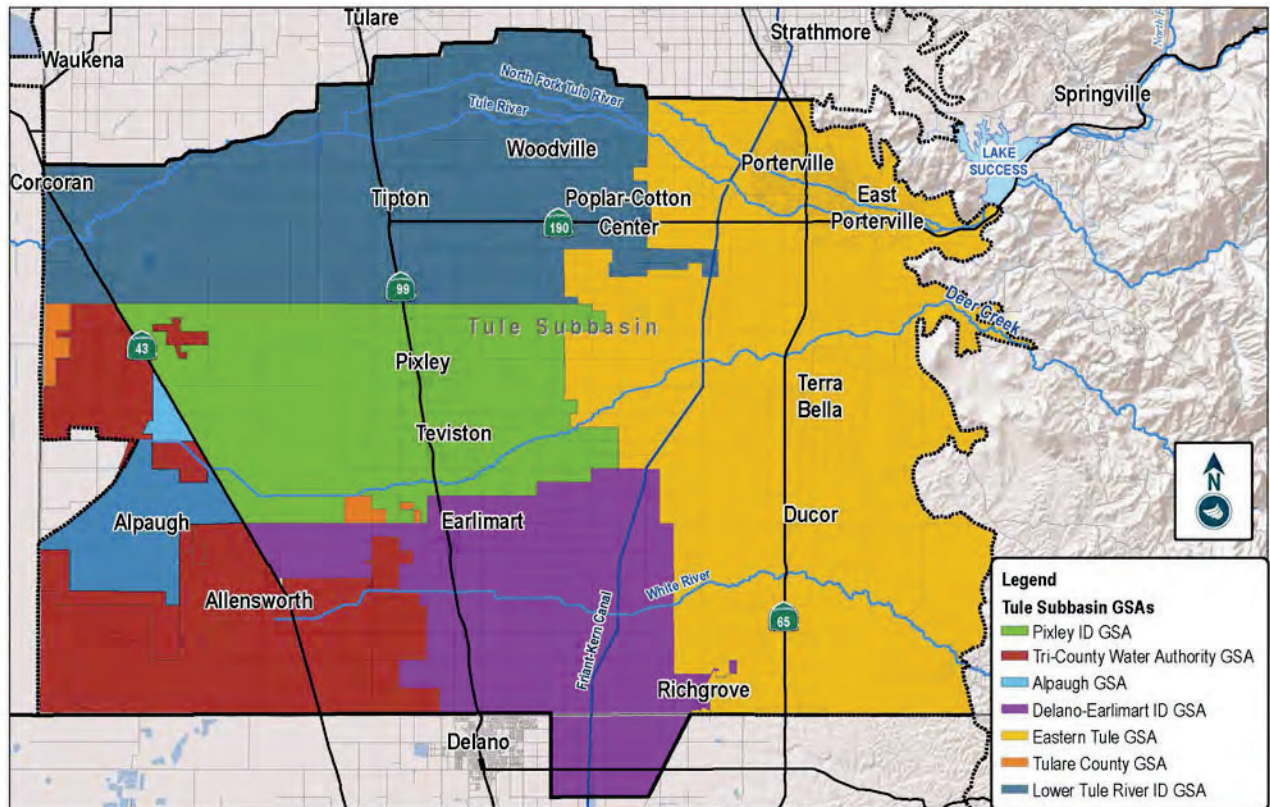 Tulare
Strathmore
Waukena
North F
North Fork Tule River
Springville
Tule River
Woodville
Porterville
LAKE
SUCCESS
Corcoran
Tipton
Poplar-Cotton
Center
East
Porterville
190
99
Deer Creek
Tule Subbasin
43
Pixley
Terra
Bella
Teviston
N
Alpaugh
Earlimart
Ducor
White River
Allensworth
65
Friant-Kern Canal
Richgrove
Delano
Legend
Tule Subbasin GSAs
Pixley ID GSA
Tri-County Water Authority GSA
Alpaugh GSA
Delano-Earlimart ID GSA
Eastern Tule GSA
Tulare County GSA
Lower Tule River ID GSA